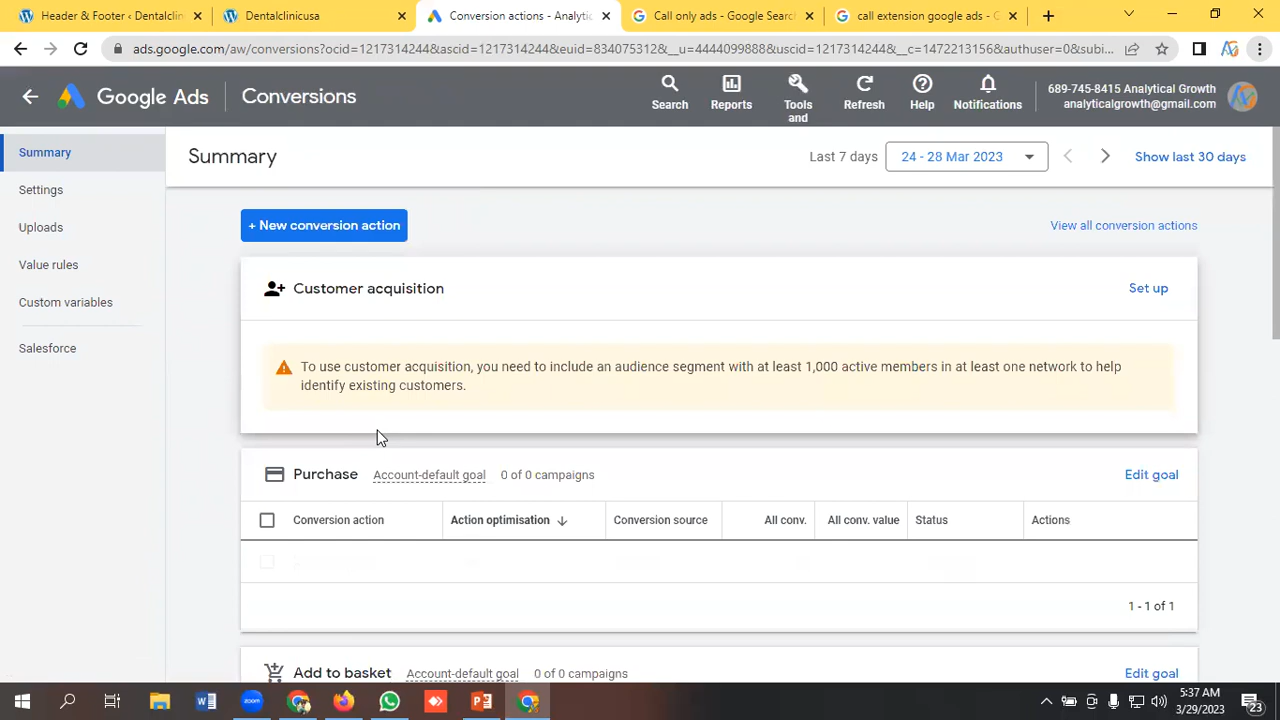 Header & Footer ‹ Dentalclin
Dentalclinicusa
Conversion actions - Analytic
Call only ads - Google Search
call extension google ads - G
ads.google.com/aw/conversions?ocid=1217314244&ascid=1217314244&euid=834075312&__u=4444099888&uscid=1217314244&__c=1472213156&authuser=0&subi...
Google Ads
Conversions
Search
Reports
Tools and
Refresh
Help
Notifications
689-745-8415 Analytical Growth
analyticalgrowth@gmail.com
Summary
Settings
Uploads
Value rules
Custom variables
Salesforce
Summary
Last 7 days
24 - 28 Mar 2023
Show last 30 days
+ New conversion action
View all conversion actions
Customer acquisition
Set up
To use customer acquisition, you need to include an audience segment with at least 1,000 active members in at least one network to help
identify existing customers.
Purchase
Account-default goal
0 of 0 campaigns
Edit goal
Conversion action
Action optimisation
Conversion source
All conv.
All conv. value
Status
Actions
1 - 1 of 1
Add to basket
Account-default goal
0 of 0 campaigns
Edit goal
zoom
5:37 AM
3/29/2023
23